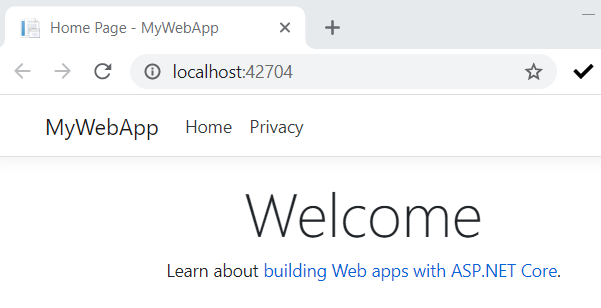 Home Page - MyWebApp
localhost:42704
MyWebApp Home Privacy
Welcome
Learn about building Web apps with ASP.NET Core.